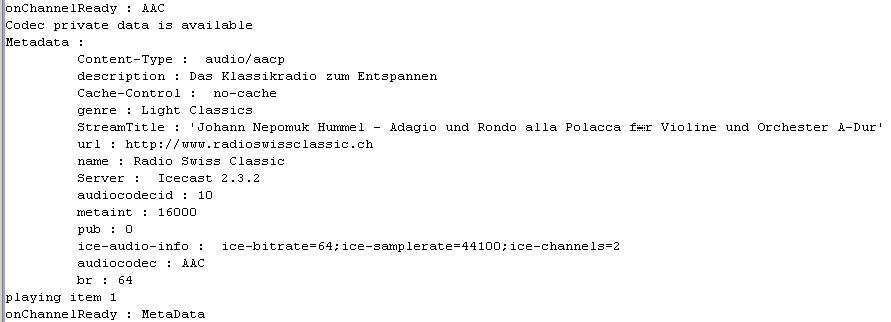 onChannelReady : AAC
Codec private data is available
Metadata :
Content-Type :  audio/aacp
description : Das Klassikradio zum Entspannen
Cache-Control :  no-cache
genre : Light Classics
StreamTitle : 'Johann Nepomuk Hummel - Adagio und Rondo alla Polacca Violine und Orchester A-Dur'
url : http://www.radioswissclassic.ch
name : Radio Swiss Classic
Server :  Icecast 2.3.2
audiocodecid : 10
metaint : 16000
pub : 0
ice-audio-info :  ice-bitrate=64;ice-samplerate=44100;ice-channels=2
audiocodec : AAC
br : 64
playing item 1
onChannelReady : MetaData